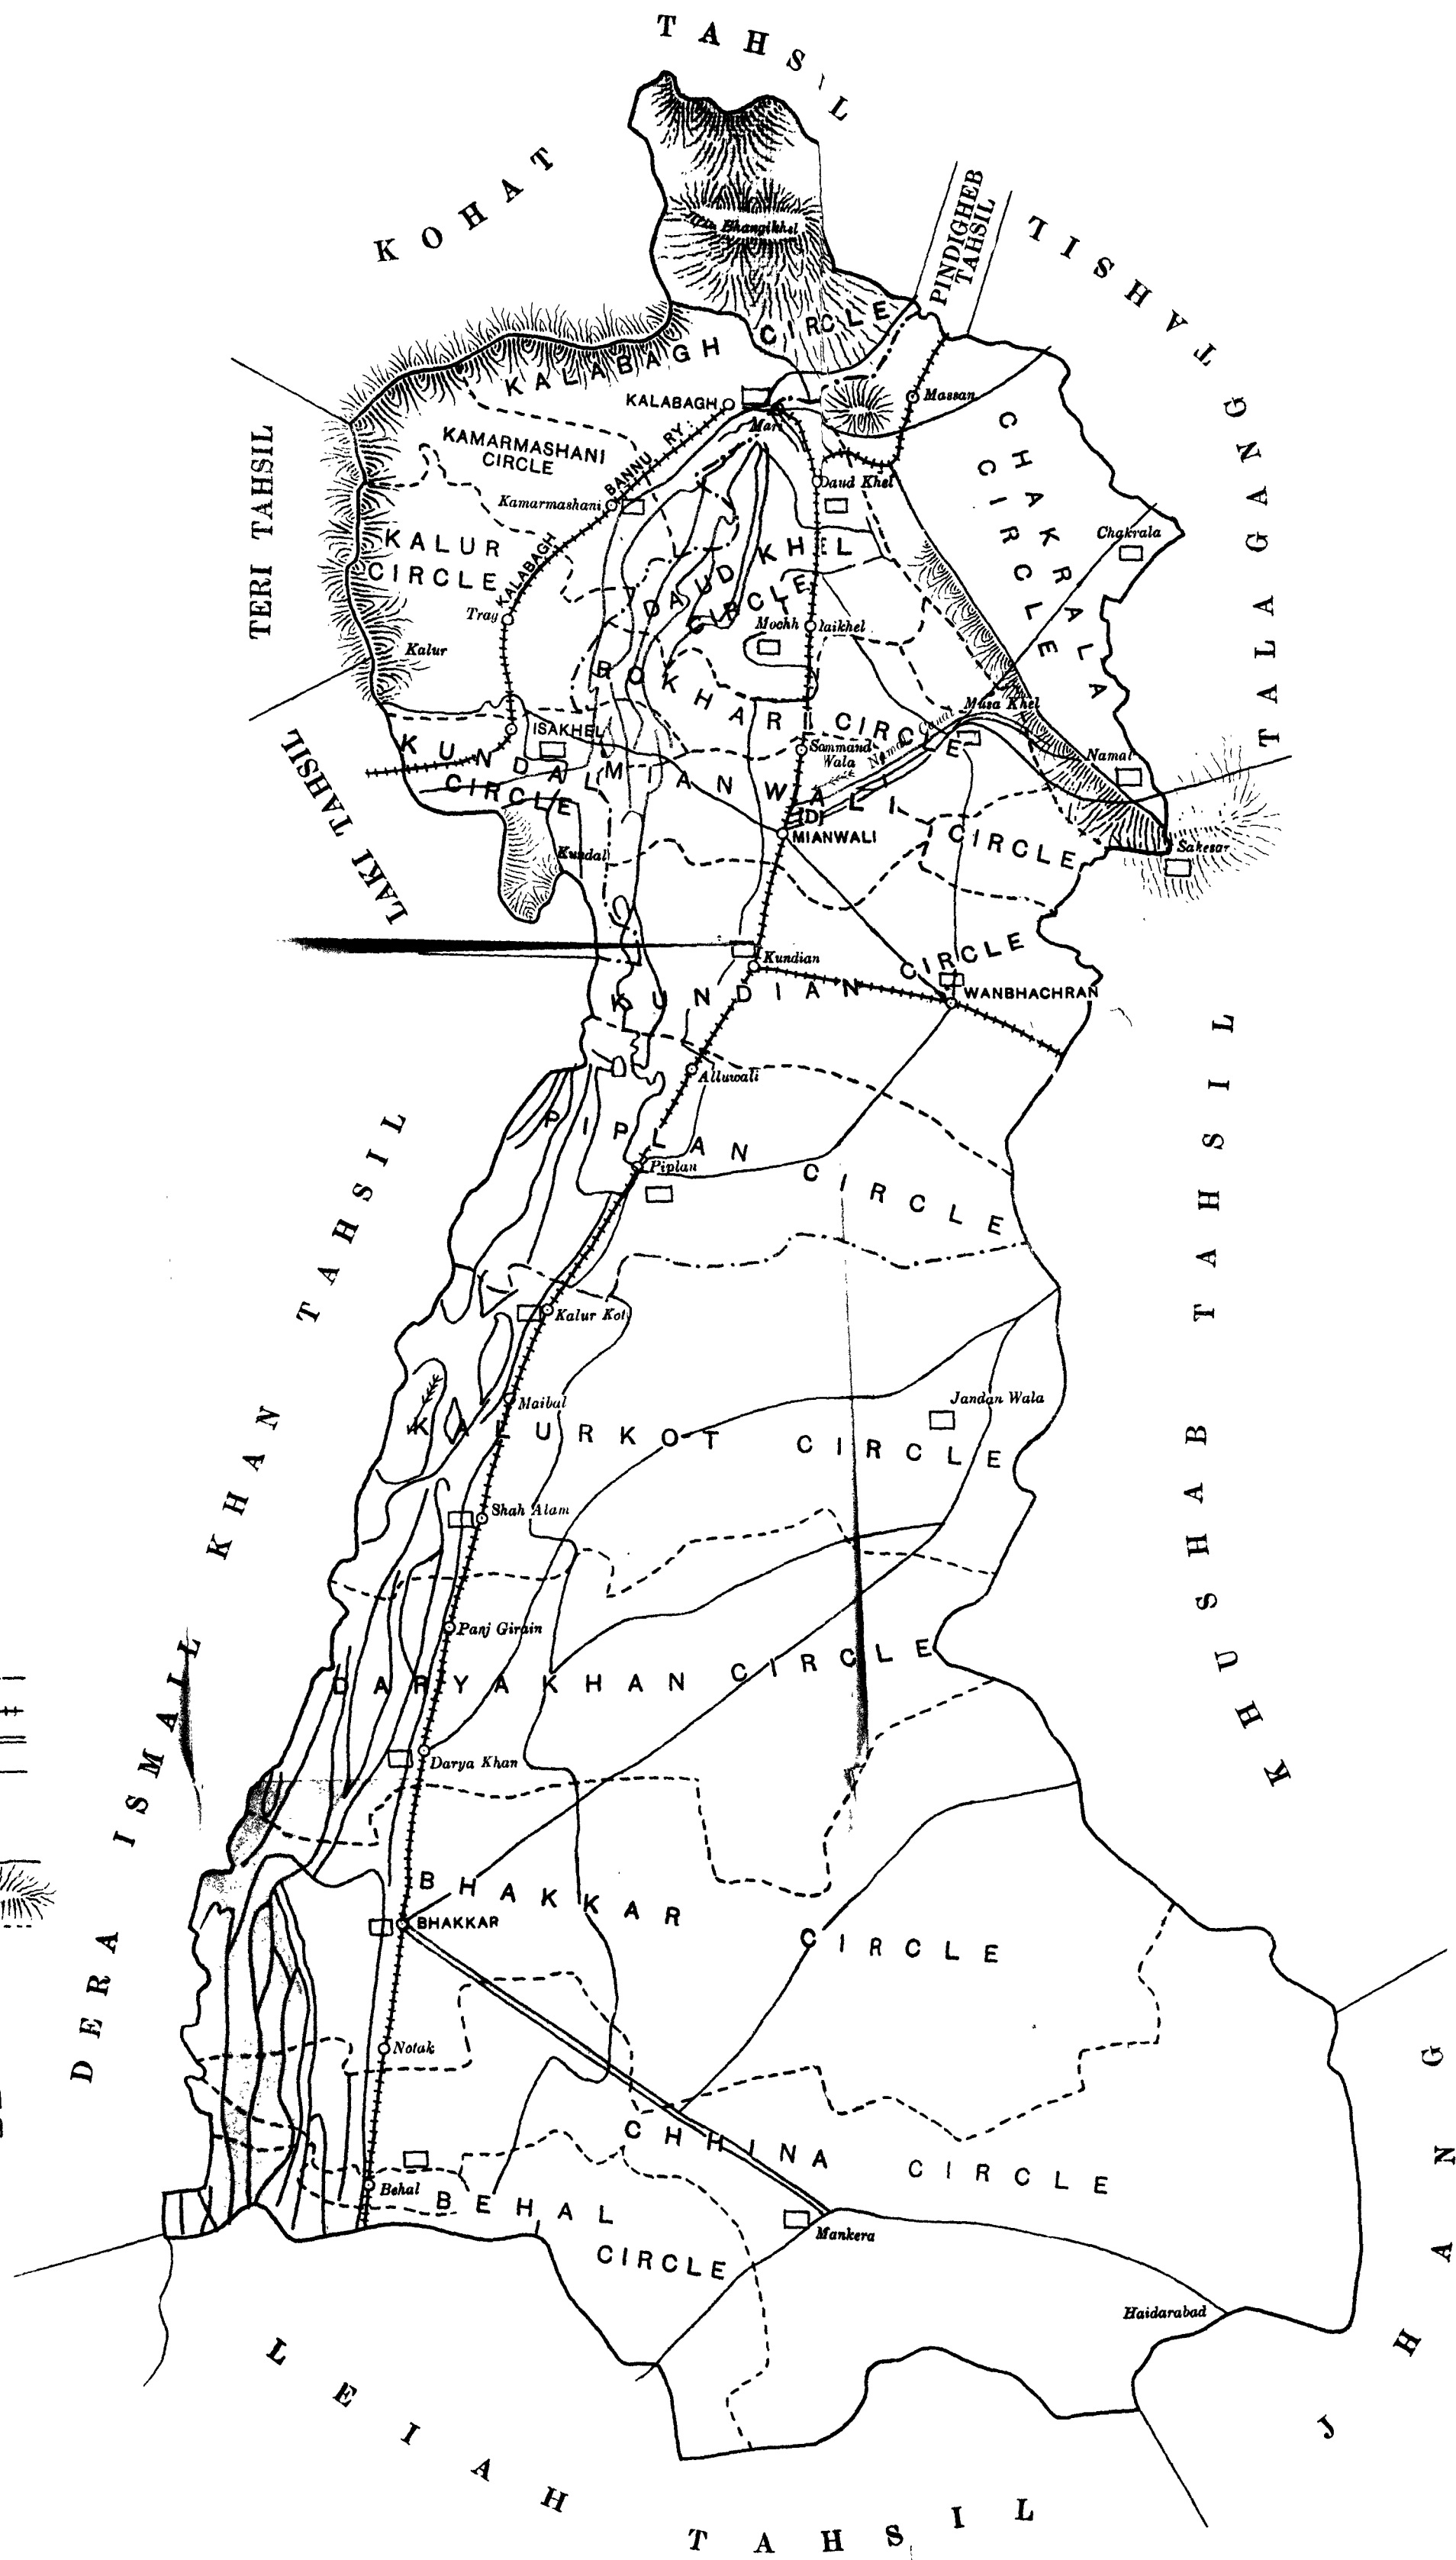 KOHAT TAHSIL
PINDIGHEB
TAHSIL
TALAGANG TAHSIL
Bhangikhel
KALABAGH CIRCLE
KALABAGH
Mari
Massan
KAMARMASHANI
CIRCLE
KALABAGH BANNU RY:
Kamarmashani
Daud Khel
CHAKRALA
CIRCLE
Chakrala
TERI TAHSIL
KALUR
CIRCLE
DAUD KHEL
CIRCLE
Tray
Mochh
Kalur
ROKHARI CIRCLE
Musa Khel
ISAKHEL
Sammand
Wala
Namal Canal
Namal
KUNDAL
CIRCLE
MIANWALI CIRCLE
D
MIANWALI
LAKI TAHSIL
Kundal
Sakesar
Kundian
KUNDIAN CIRCLE
WANBHACHRAN
Alluwali
PIPLAN CIRCLE
Piplan
KHUSHAB TAHSIL
DERA ISMAIL KHAN TAHSIL
Kalur Kot
Jandan Wala
Maibal
KALURKOT CIRCLE
Shah Alam
Panj Girain
DARYAKHAN CIRCLE
Darya Khan
BHAKKAR CIRCLE
BHAKKAR
Notak
CHHINA CIRCLE
Behal
BEHAL
CIRCLE
Mankera
Haidarabad
JHANG
LEIAH TAHSIL